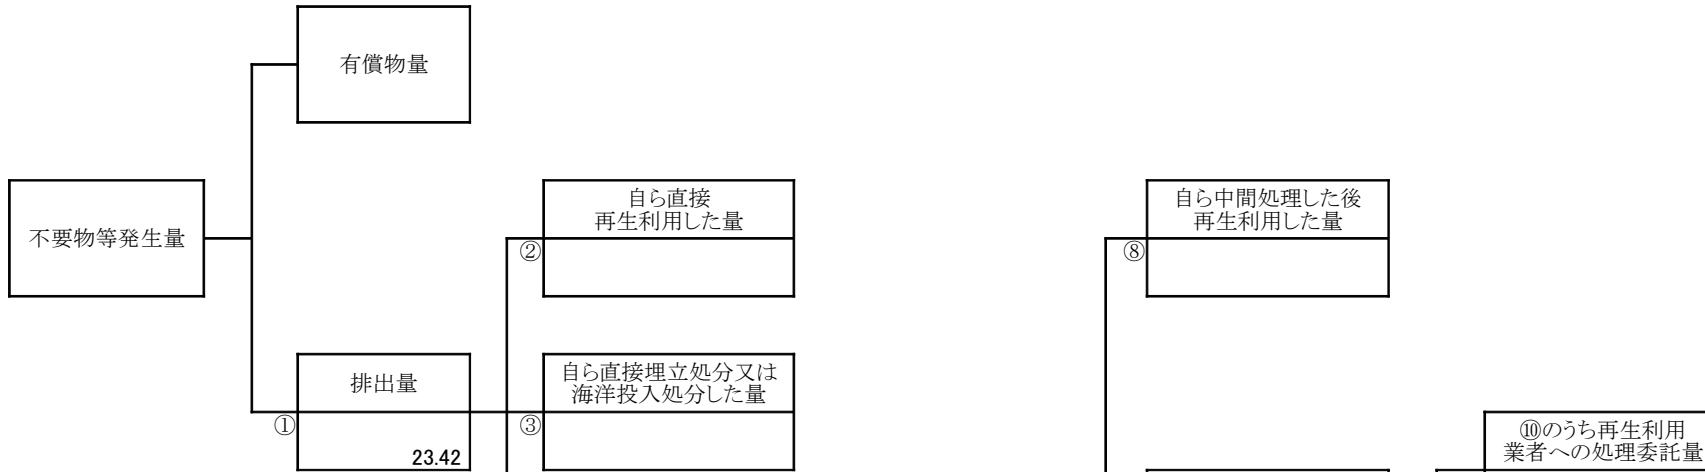 有償物量
不要物等発生量
自ら直接
再生利用した量
②
自ら中間処理した後
再生利用した量
⑧
排出量
①
23.42
自ら直接埋立処分又は
海洋投入処分した量
③
⑩のうち再生利用
業者への処理委託量